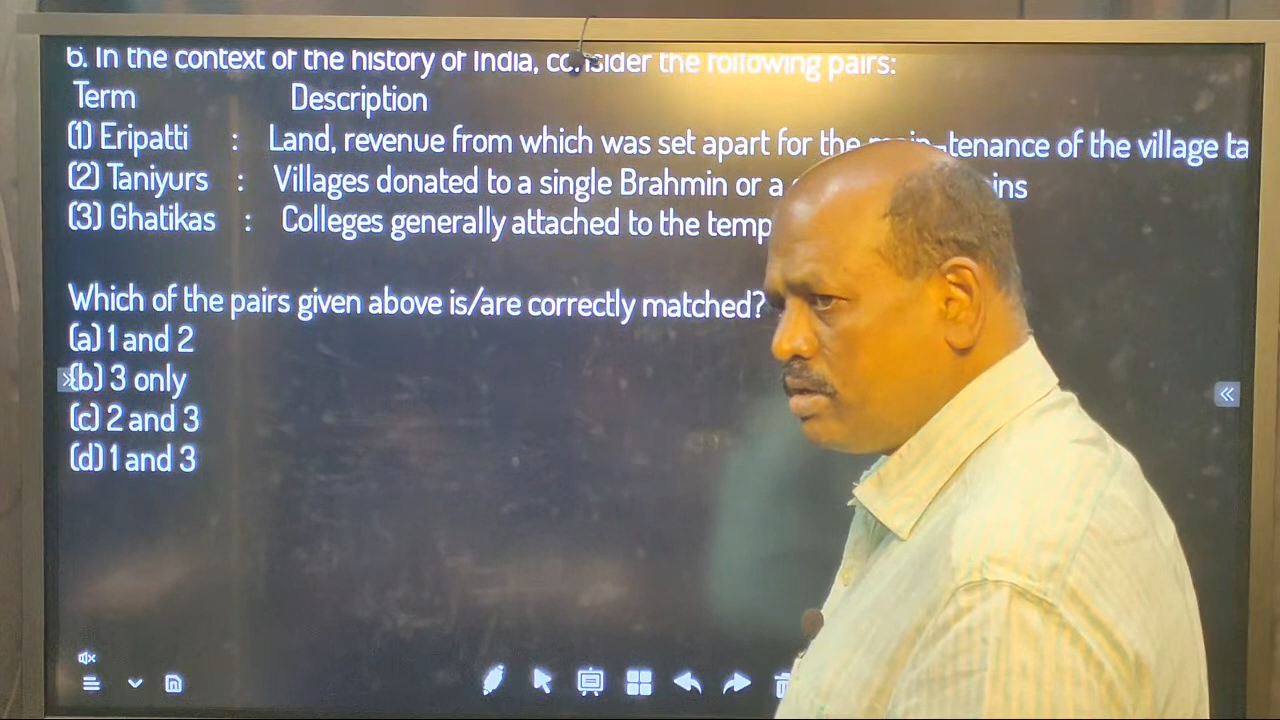 6. In the context of the history of India, consider the following pairs:
Term Description
(1) Eripatti : Land, revenue from which was set apart for the main-tenance of the village ta
(2) Taniyurs : Villages donated to a single Brahmin or a
(3) Ghatikas : Colleges generally attached to the temp
Which of the pairs given above is/are correctly matched?
(a) 1 and 2
(b) 3 only
(c) 2 and 3
(d) 1 and 3